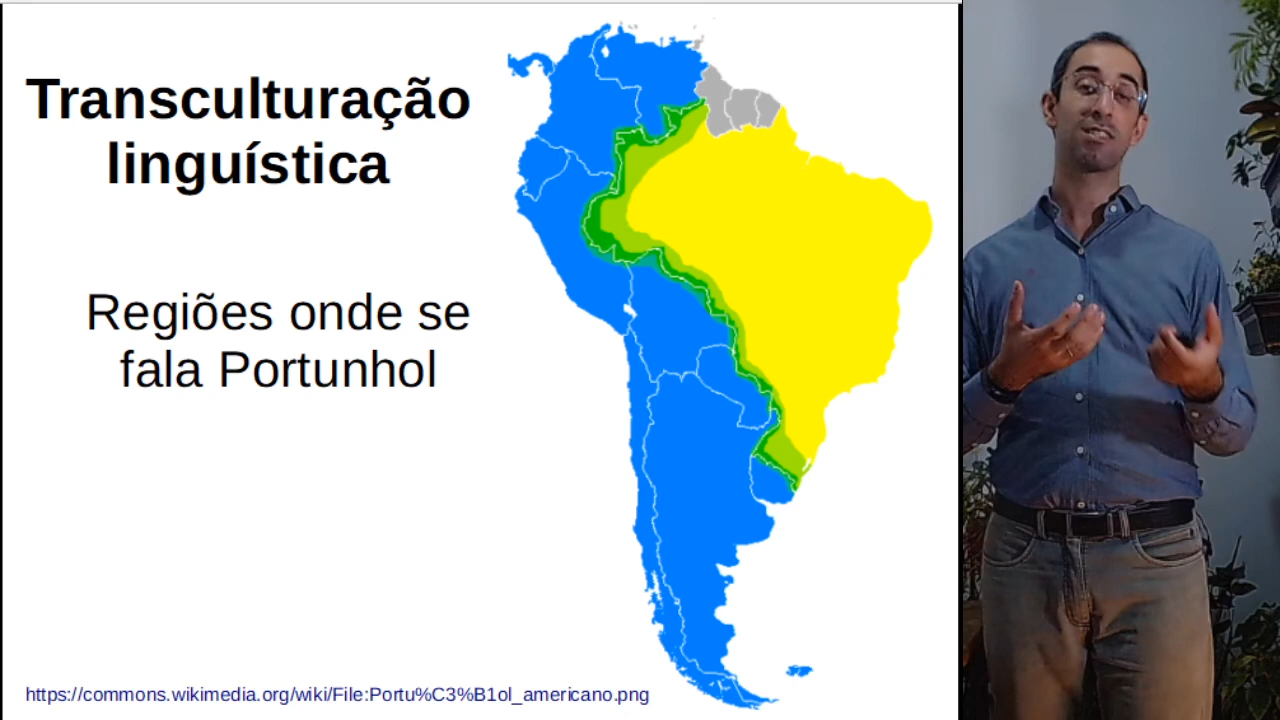 Transculturação
linguística
Regiões onde se
fala Portunhol
https://commons.wikimedia.org/wiki/File:Portu%C3%B1ol_americano.png